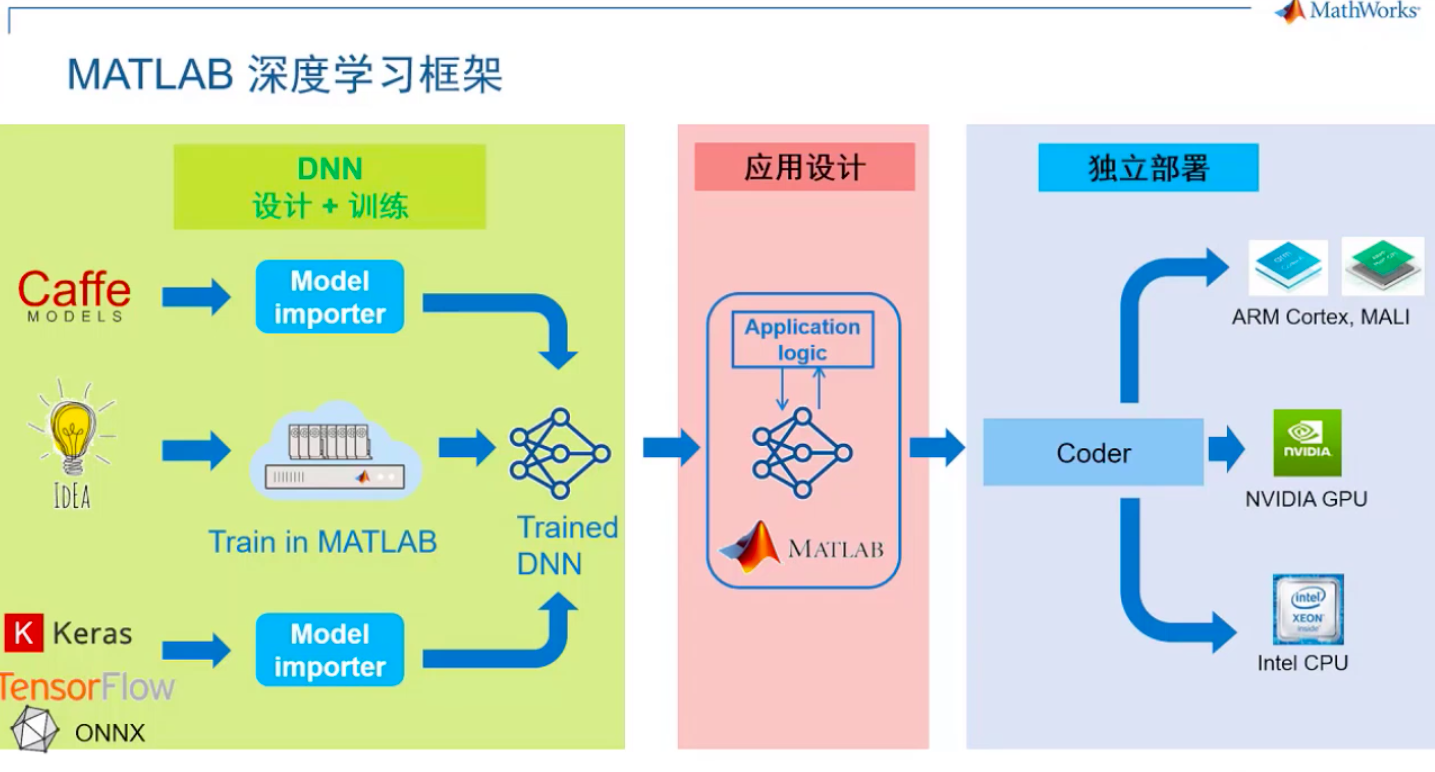 MathWorks®
MATLAB 深度学习框架
DNN
设计 + 训练
Caffe
MODELS
Model
importer
IdEA
Train in MATLAB
Trained
DNN
K Keras
TensorFlow
ONNX
Model
importer
应用设计
Application
logic
MATLAB
独立部署
Coder
arm
ARM Cortex, MALI
NVIDIA
NVIDIA GPU
intel
XEON
inside
Intel CPU